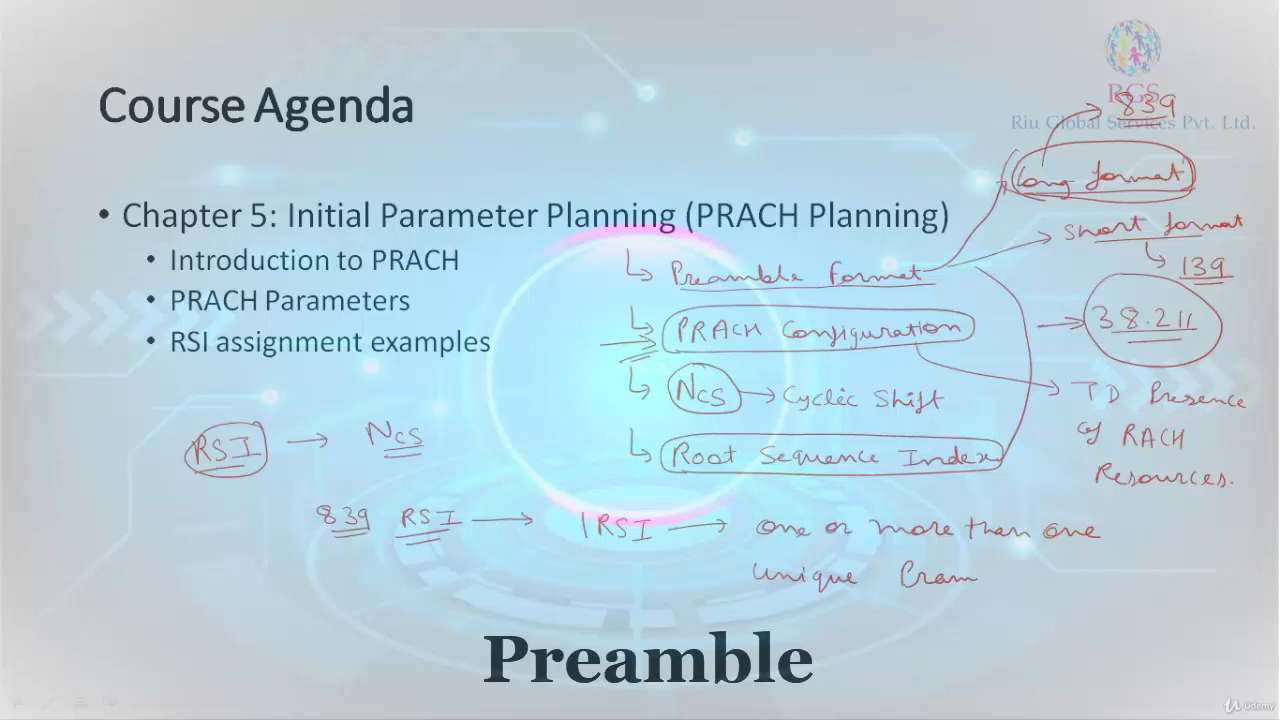 Course Agenda
RGS
Riu Global Services Pvt. Ltd.
839
Long format
• Chapter 5: Initial Parameter Planning (PRACH Planning)
Short format
139
• Introduction to PRACH
Preamble Format
• PRACH Parameters
PRACH Configuration
38.211
• RSI assignment examples
NCS → Cyclic Shift
TD Presence
of RACH
Resources.
RSI → NCS
Root Sequence Index
839 RSI → 1 RSI → one or more than one
unique
Preamble
Udemy